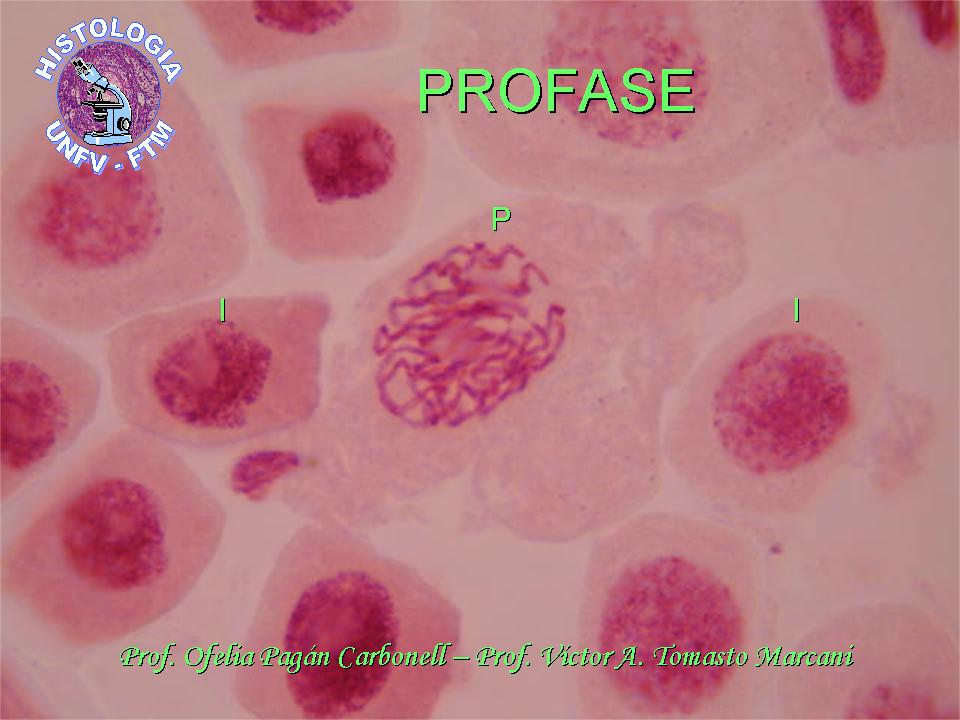 HISTOLOGIA
UNFV - FTM
PROFASE
P
I
I
Prof. Ofelia Pagán Carbonell – Prof. Víctor A. Tomasto Marcani